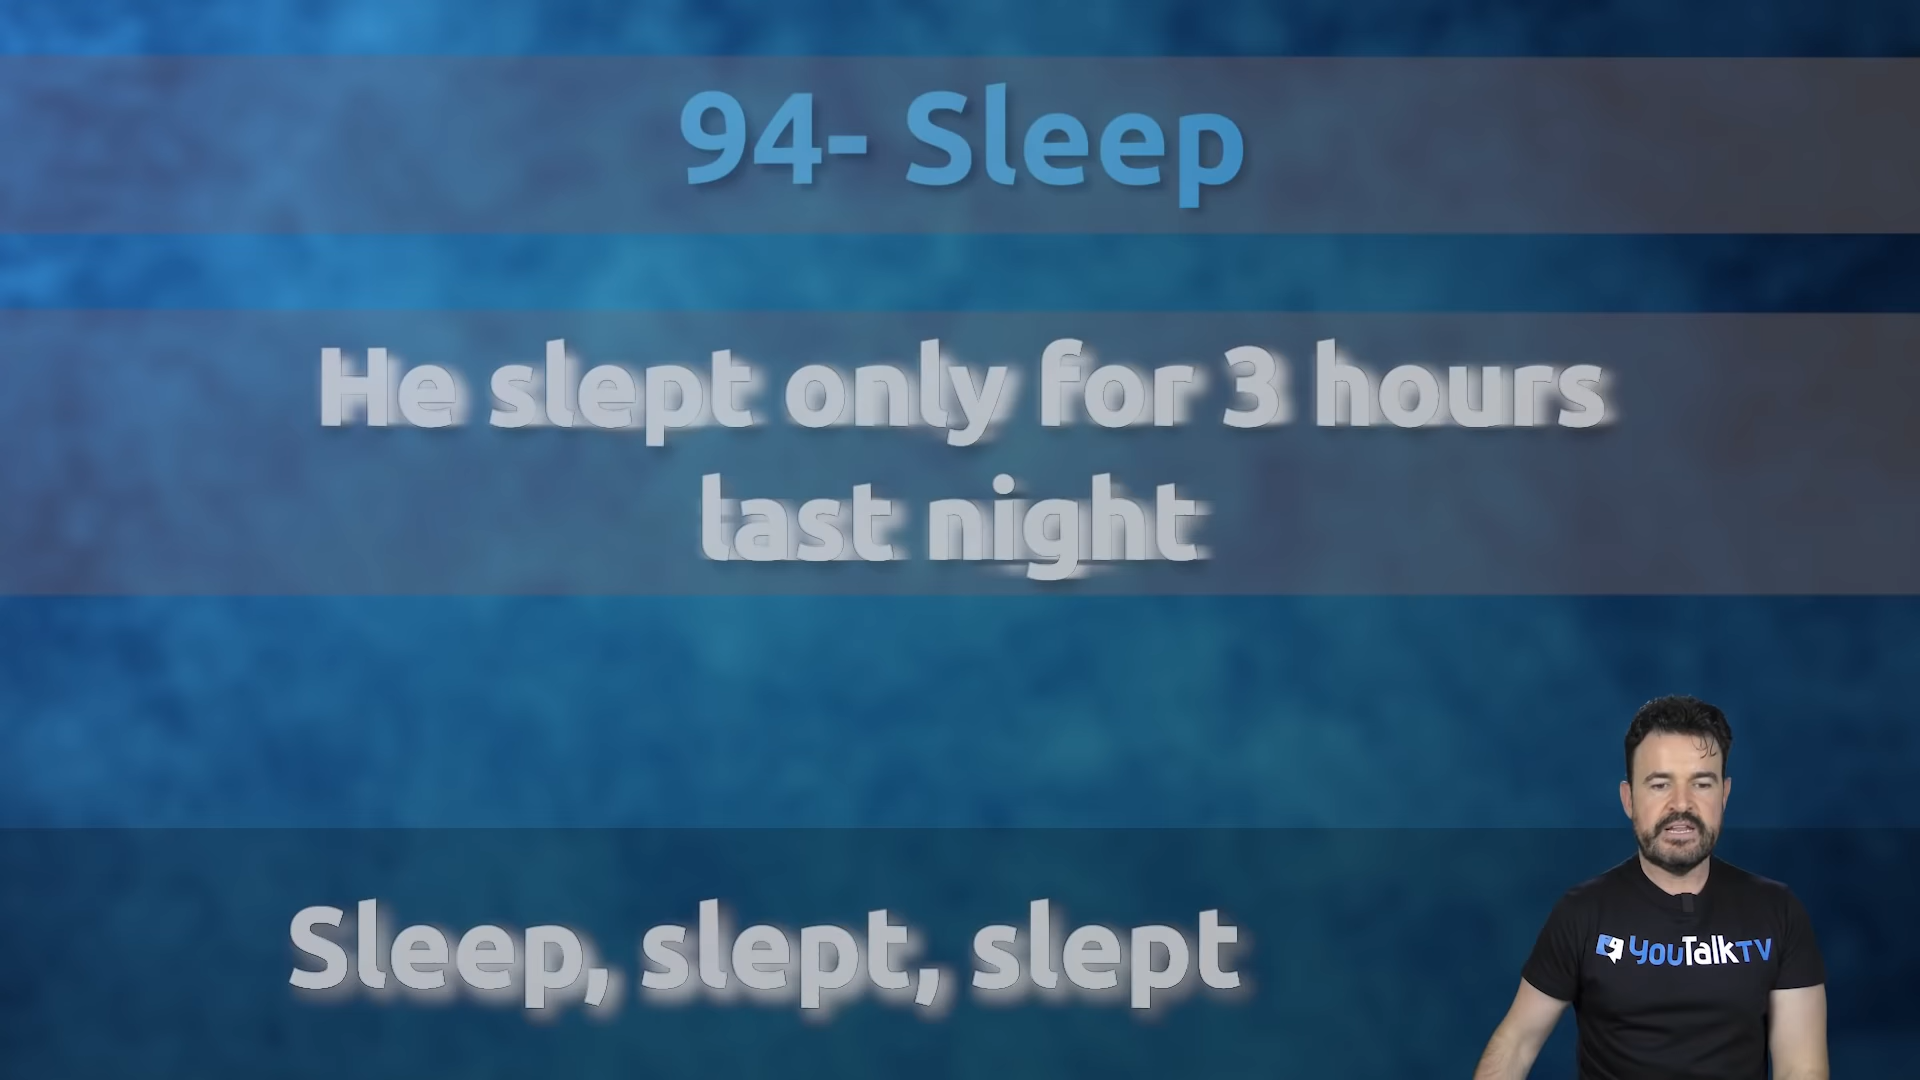 94- Sleep
He slept only for 3 hours
last night
Sleep, slept, slept
YouTalkTV